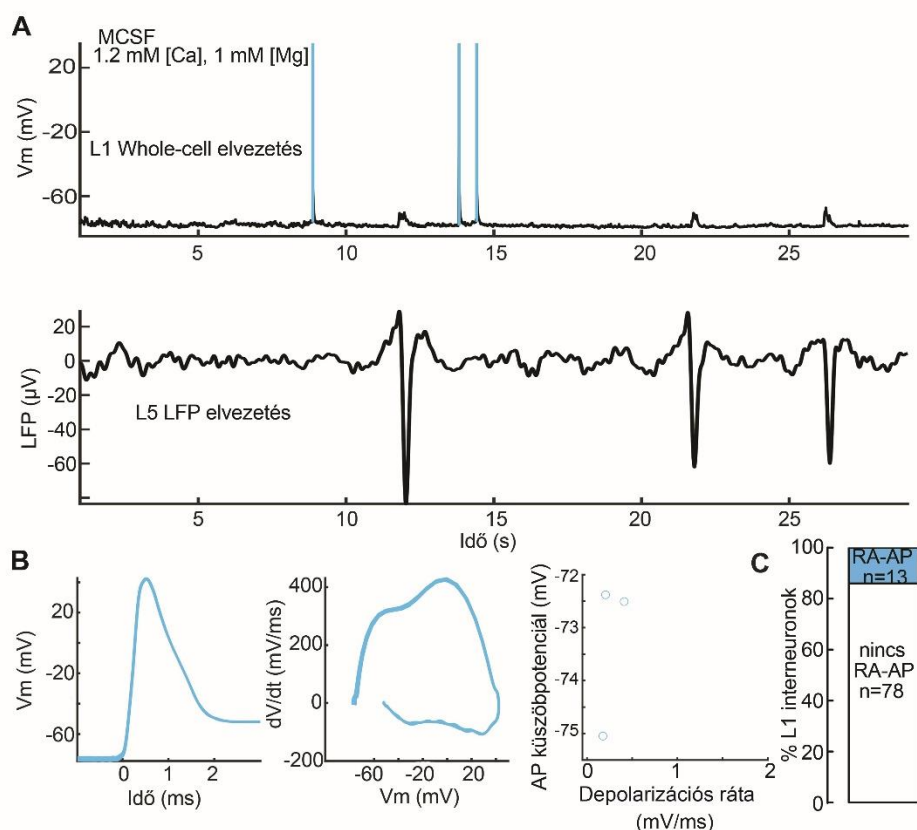 A
MCSF
1.2 mM [Ca], 1 mM [Mg]
20
-20
-60
Vm (mV)
L1 Whole-cell elvezetés
5
10
15
20
25
20
0
-20
-40
-60
LFP (µV)
L5 LFP elvezetés
5
10
15
20
25
Idő (s)
B
20
-20
-60
Vm (mV)
0
1
2
Idő (ms)
400
200
0
-200
dV/dt (mV/ms)
-60
-20
20
Vm (mV)
-72
-73
-74
-75
AP küszöbpotenciál (mV)
0
1
2
Depolarizációs ráta
(mV/ms)
C
100
80
60
40
20
0
% L1 interneuronok
RA-AP
n=13
nincs
RA-AP
n=78